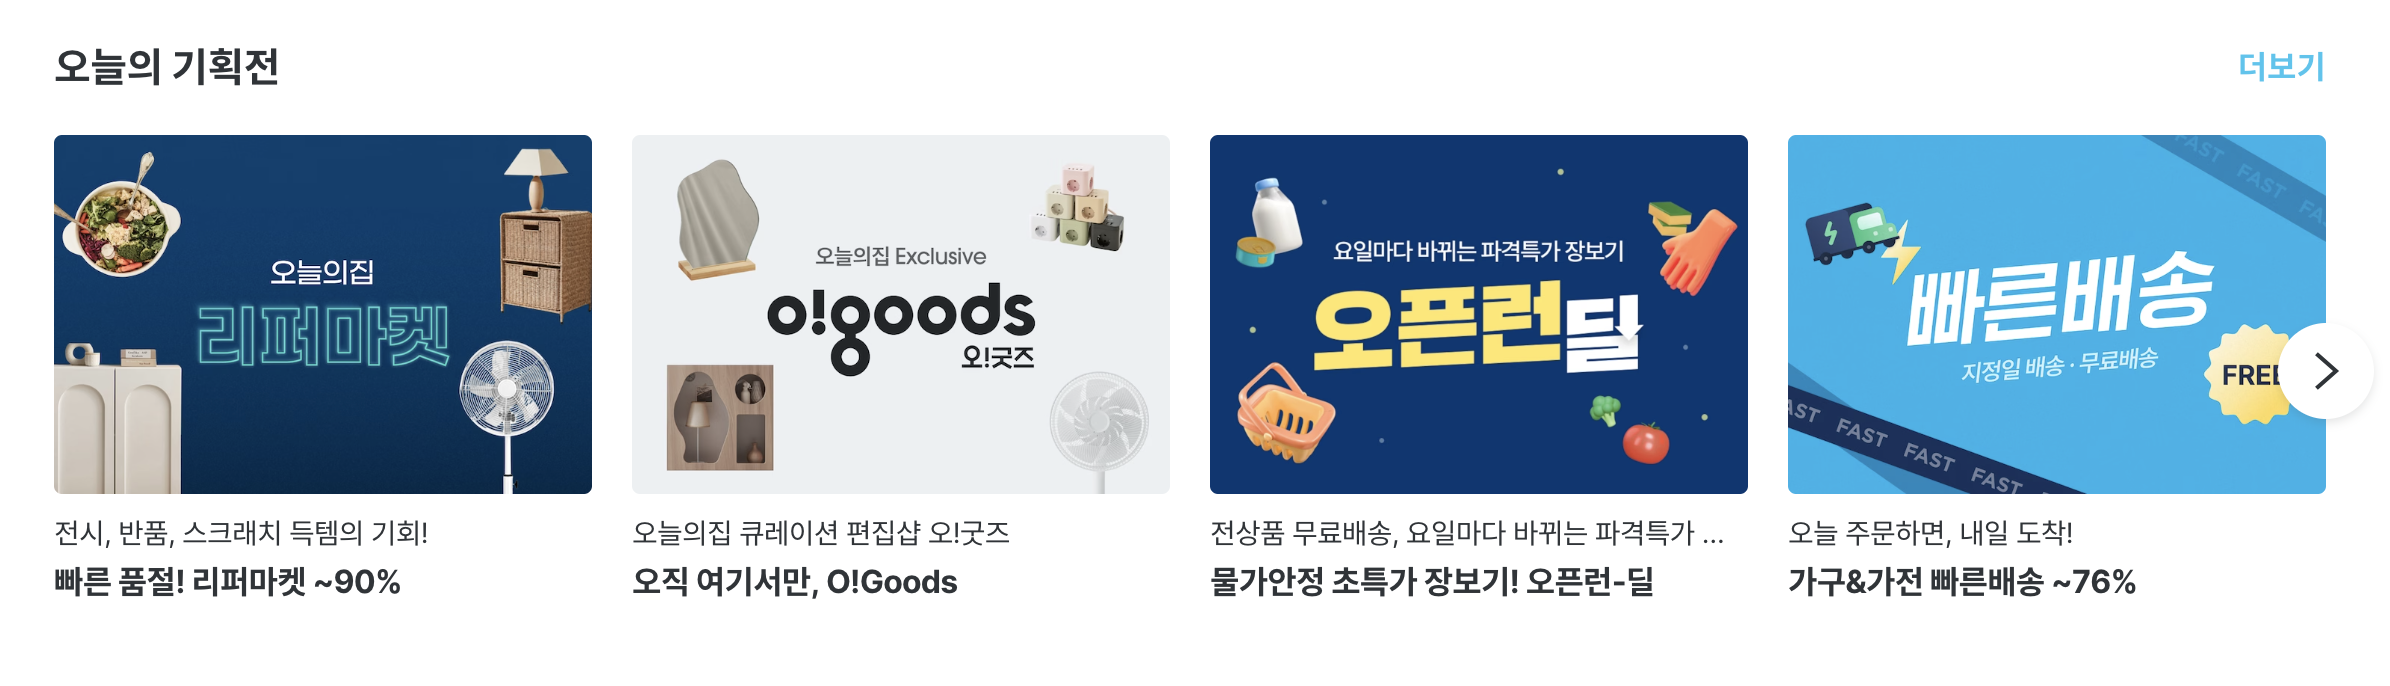 오늘의 기획전
더보기
오늘의집
리퍼마켓
전시, 반품, 스크래치 득템의 기회!
빠른 품절! 리퍼마켓 ~90%
오늘의집 Exclusive
o!goods
오!굿즈
오늘의집 큐레이션 편집샵 오!굿즈
오직 여기서만, O!Goods
요일마다 바뀌는 파격특가 장보기
오픈런딜
전상품 무료배송, 요일마다 바뀌는 파격특가 ...
물가안정 초특가 장보기! 오픈런-딜
FAST FAST FA
빠른배송
지정일 배송 · 무료배송
FREE
AST FAST FAST FAST
오늘 주문하면, 내일 도착!
가구&가전 빠른배송 ~76%